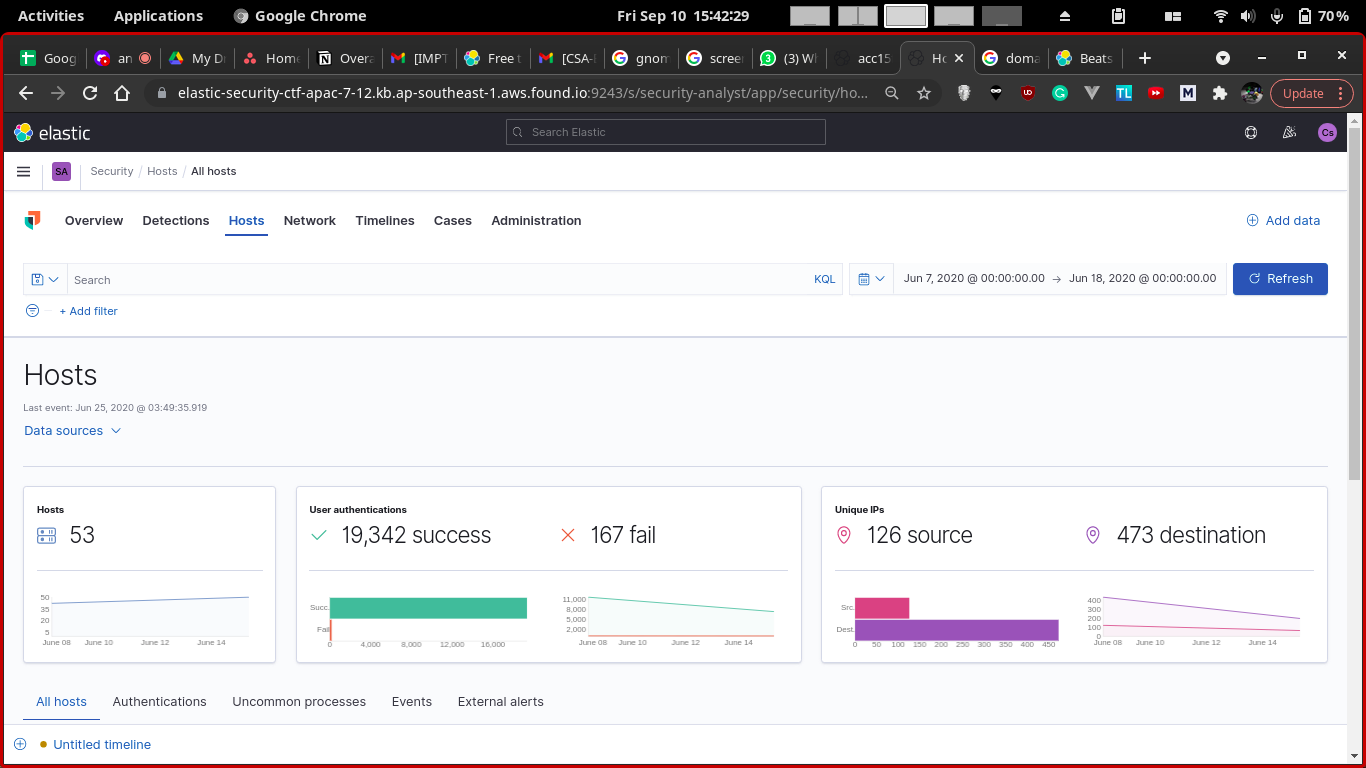 Activities Applications Google Chrome Fri Sep 10 15:42:29 70%
Goog an My Dr Home Overa [IMPT Free t [CSA-I gnom scree (3) Wh acc15 Ho doma Beats
elastic-security-ctf-apac-7-12.kb.ap-southeast-1.aws.found.io:9243/s/security-analyst/app/security/ho... Update
elastic Search Elastic Cs
SA Security / Hosts / All hosts
Overview Detections Hosts Network Timelines Cases Administration Add data
Search KQL Jun 7, 2020 @ 00:00:00.00 → Jun 18, 2020 @ 00:00:00.00 Refresh
+ Add filter
Hosts
Last event: Jun 25, 2020 @ 03:49:35.919
Data sources
Hosts
53
50
35
20
5
June 08 June 10 June 12 June 14
User authentications
19,342 success 167 fail
Succ.
Fail
0 4,000 8,000 12,000 16,000
11,000
8,000
5,000
2,000
June 08 June 10 June 12 June 14
Unique IPs
126 source 473 destination
Src.
Dest.
0 50 100 150 200 250 300 350 400 450
400
300
200
100
0
June 08 June 10 June 12 June 14
All hosts Authentications Uncommon processes Events External alerts
Untitled timeline